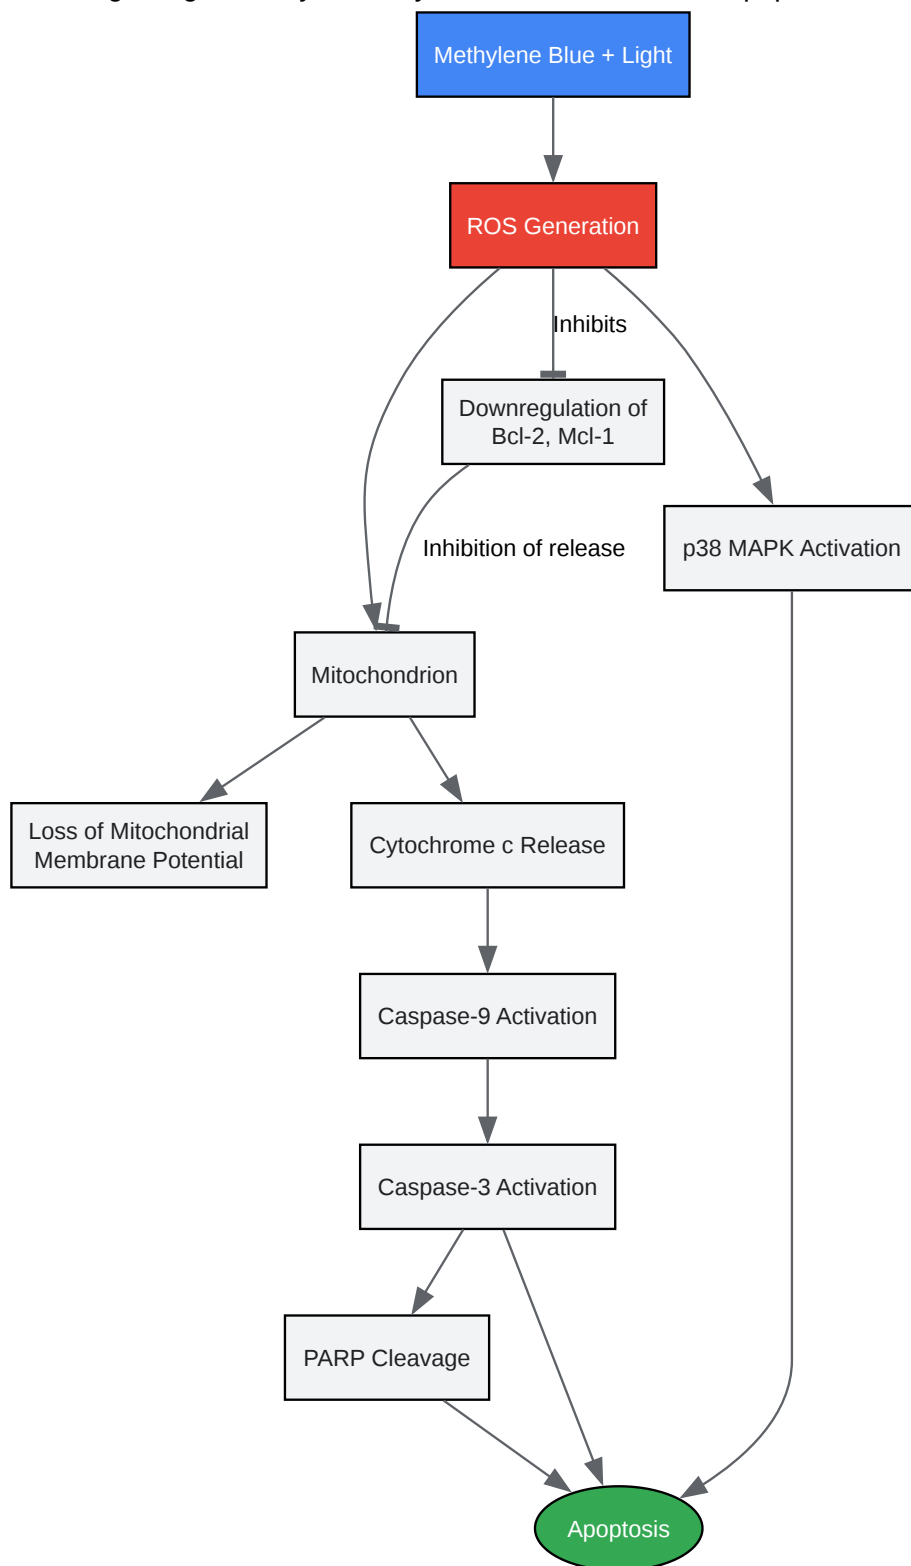 Methylene Blue + Light
ROS Generation
Inhibits
Downregulation of
Bcl-2, Mcl-1
Inhibition of release
p38 MAPK Activation
Mitochondrion
Loss of Mitochondrial
Membrane Potential
Cytochrome c Release
Caspase-9 Activation
Caspase-3 Activation
PARP Cleavage
Apoptosis